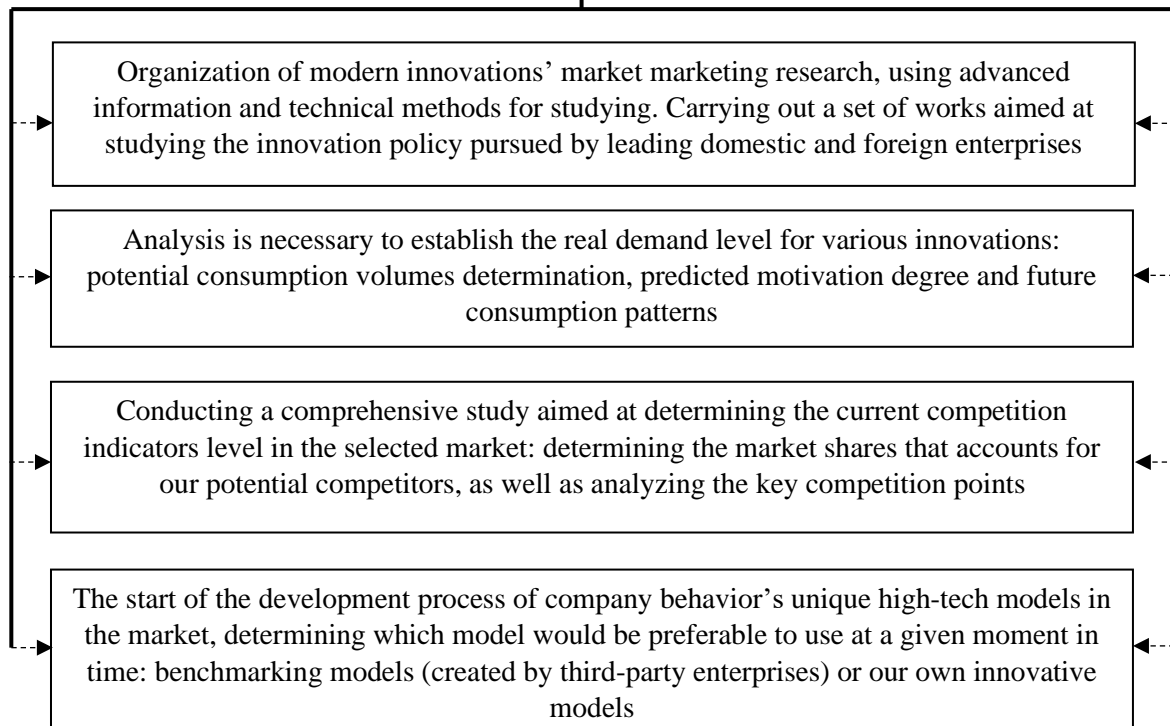 Organization of modern innovations’ market marketing research, using advanced
information and technical methods for studying. Carrying out a set of works aimed at
studying the innovation policy pursued by leading domestic and foreign enterprises
Analysis is necessary to establish the real demand level for various innovations:
potential consumption volumes determination, predicted motivation degree and future
consumption patterns
Conducting a comprehensive study aimed at determining the current competition
indicators level in the selected market: determining the market shares that accounts for
our potential competitors, as well as analyzing the key competition points
The start of the development process of company behavior’s unique high-tech models in
the market, determining which model would be preferable to use at a given moment in
time: benchmarking models (created by third-party enterprises) or our own innovative
models